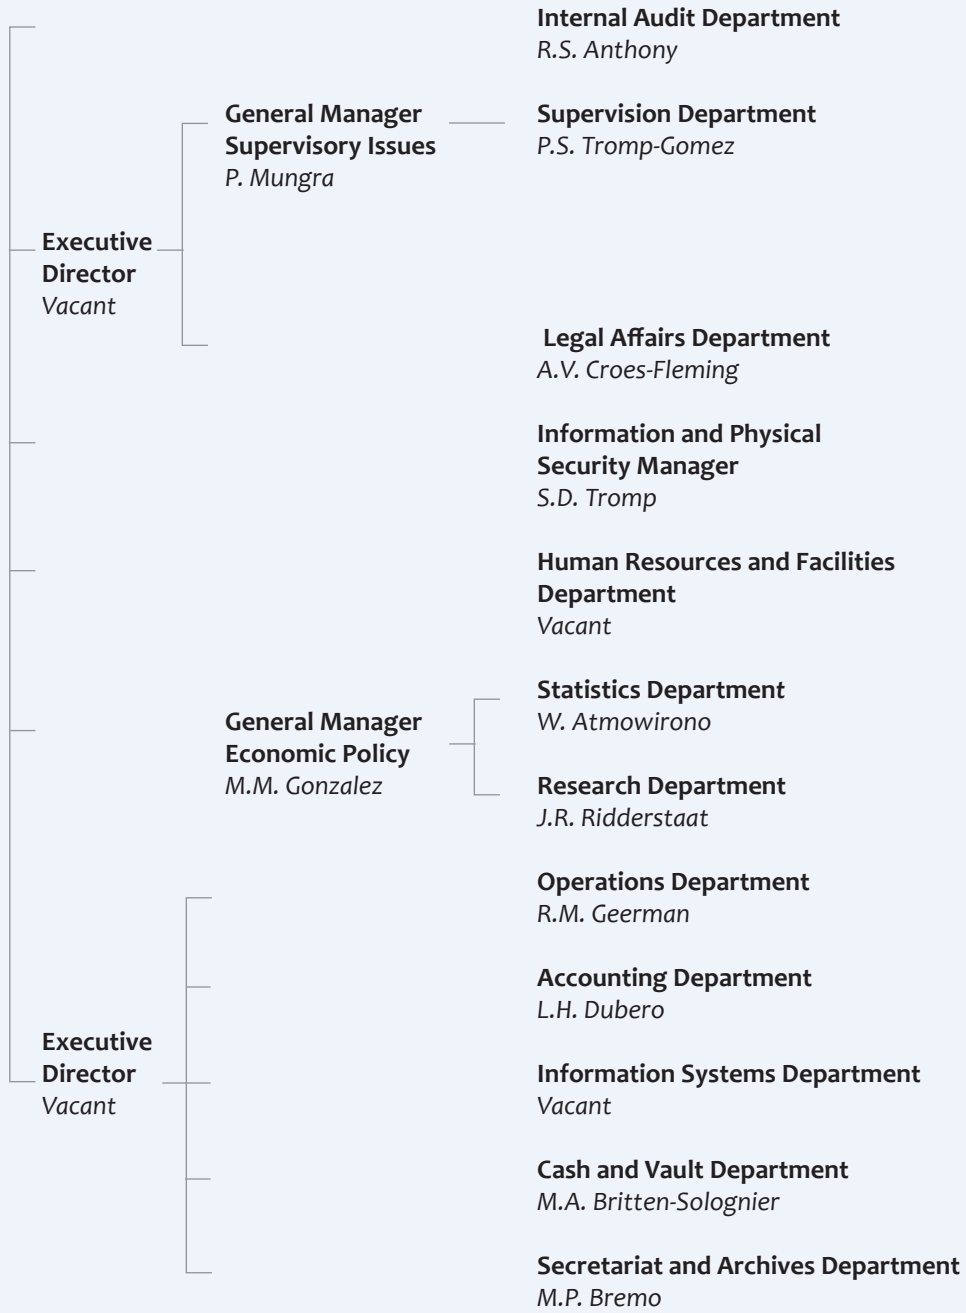 Internal Audit Department
R.S. Anthony
General Manager
Supervisory Issues
P. Mungra
Supervision Department
P.S. Tromp-Gomez
Executive
Director
Vacant
Legal Affairs Department
A.V. Croes-Fleming
Information and Physical
Security Manager
S.D. Tromp
Human Resources and Facilities
Department
Vacant
General Manager
Economic Policy
M.M. Gonzalez
Statistics Department
W. Atmowirono
Research Department
J.R. Ridderstaat
Operations Department
R.M. Geerman
Accounting Department
L.H. Dubero
Executive
Director
Vacant
Information Systems Department
Vacant
Cash and Vault Department
M.A. Britten-Solognier
Secretariat and Archives Department
M.P. Bremo